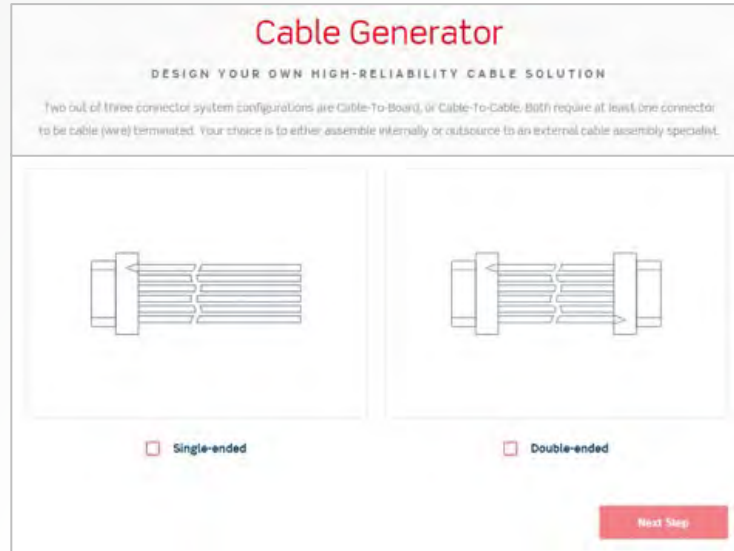 Cable Generator
DESIGN YOUR OWN HIGH-RELIABILITY CABLE SOLUTION
Two out of three connector system configurations are Cable-To-Board, or Cable-To-Cable. Both require at least one connector
to be cable (wire) terminated. Your choice is to either assemble internally or outsource to an external cable assembly specialist.
Single-ended
Double-ended
Next Step